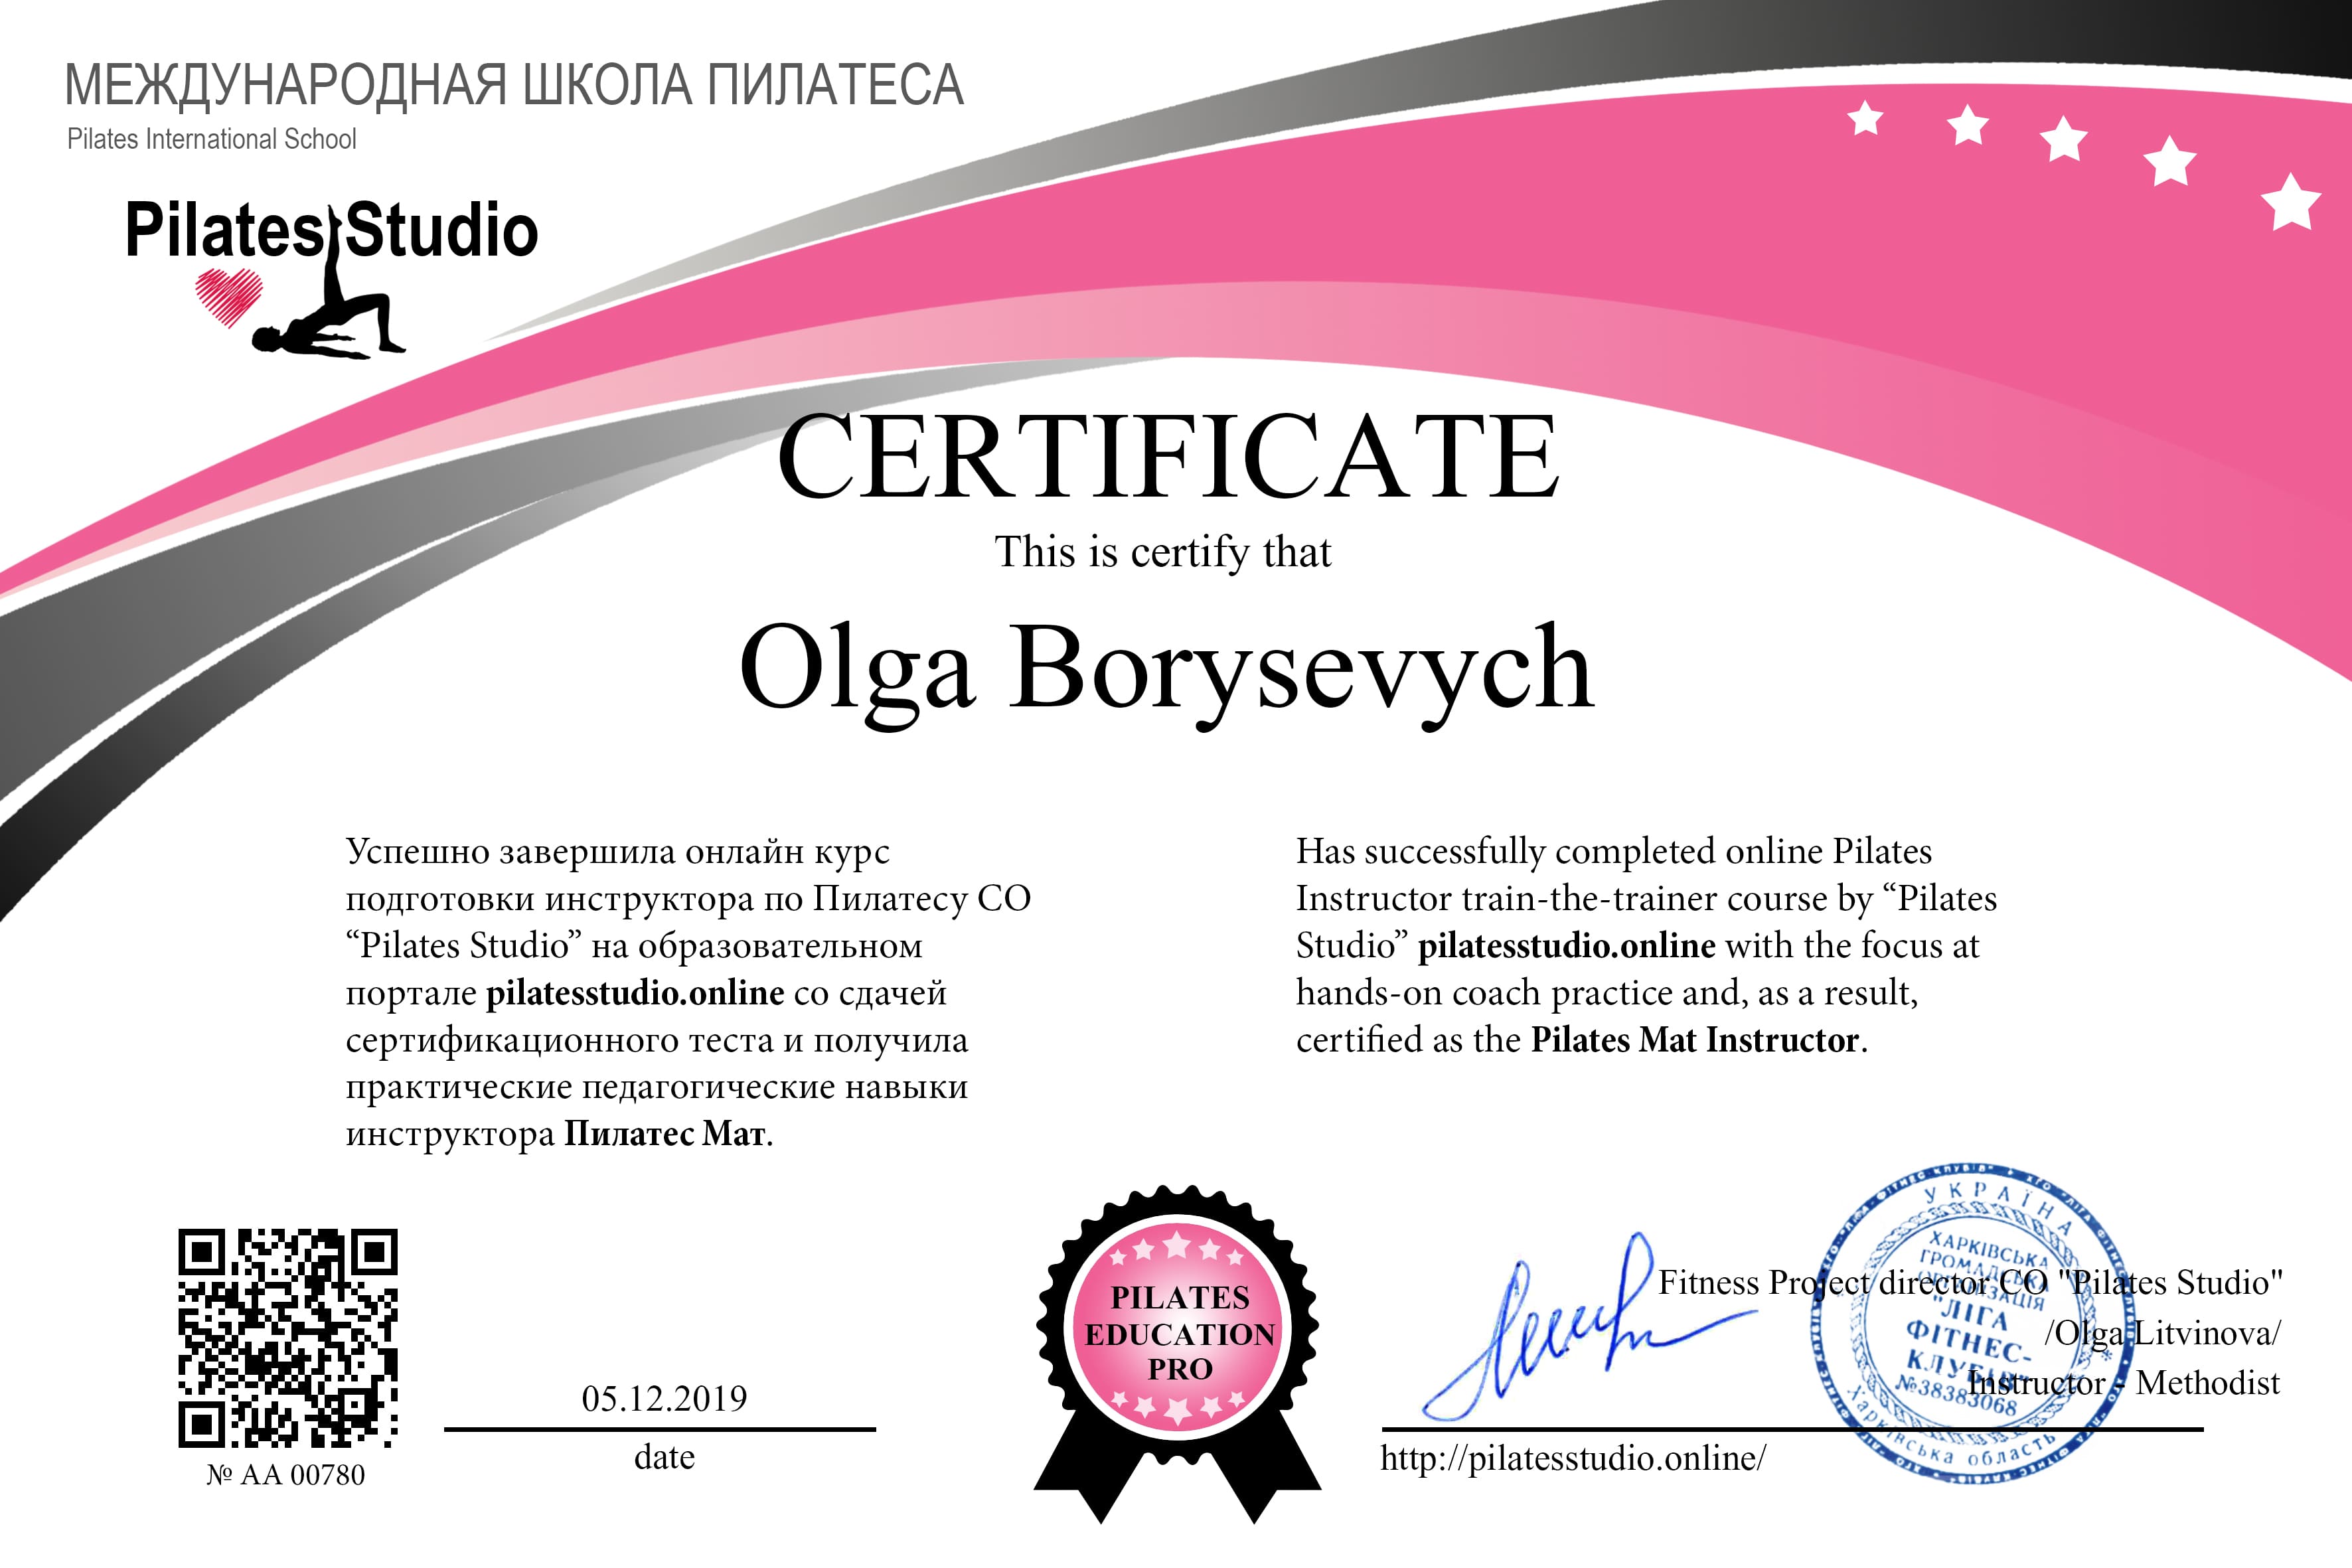 МЕЖДУНАРОДНАЯ ШКОЛА ПИЛАТЕСА
Pilates International School
Pilates Studio
CERTIFICATE
This is certify that
Olga Borysevych
Успешно завершила онлайн курс
подготовки инструктора по Пилатесу СО
“Pilates Studio” на образовательном
портале pilatesstudio.online со сдачей
сертификационного теста и получила
практические педагогические навыки
инструктора Пилатес Мат.
Has successfully completed online Pilates
Instructor train-the-trainer course by “Pilates
Studio” pilatesstudio.online with the focus at
hands-on coach practice and, as a result,
certified as the Pilates Mat Instructor.
№ AA 00780
05.12.2019
date
PILATES
EDUCATION
PRO
Fitness Project director CO "Pilates Studio"
/Olga Litvinova/
Instructor - Methodist
http://pilatesstudio.online/
УКРАЇНА
ХАРКІВСЬКА
ГРОМАДСЬКА
ОРГАНІЗАЦІЯ
"ЛІГА
ФІТНЕС-
КЛУБІВ"
№38383068
Харківська область